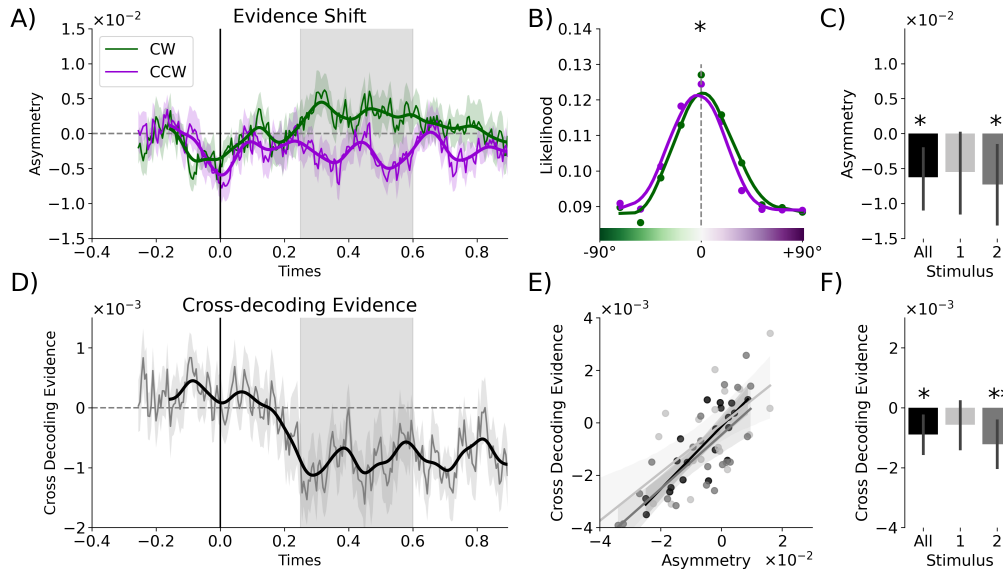 A)
Evidence Shift
×10⁻²
CW
CCW
1.5
1.0
0.5
0.0
−0.5
−1.0
−1.5
Asymmetry
−0.4 −0.2 0.0 0.2 0.4 0.6 0.8
Times
B)
*
0.14
0.13
0.12
0.11
0.10
0.09
Likelihood
-90° 0 +90°
C)
×10⁻²
1.5
1.0
0.5
0.0
−0.5
−1.0
−1.5
Asymmetry
* *
All 1 2
Stimulus
D)
Cross-decoding Evidence
×10⁻³
1
0
−1
−2
Cross Decoding Evidence
−0.4 −0.2 0.0 0.2 0.4 0.6 0.8
Times
E)
×10⁻³
4
2
0
−2
−4
Cross Decoding Evidence
−4 −2 0 2
Asymmetry ×10⁻²
F)
×10⁻³
4
2
0
−2
−4
Cross Decoding Evidence
* **
All 1 2
Stimulus